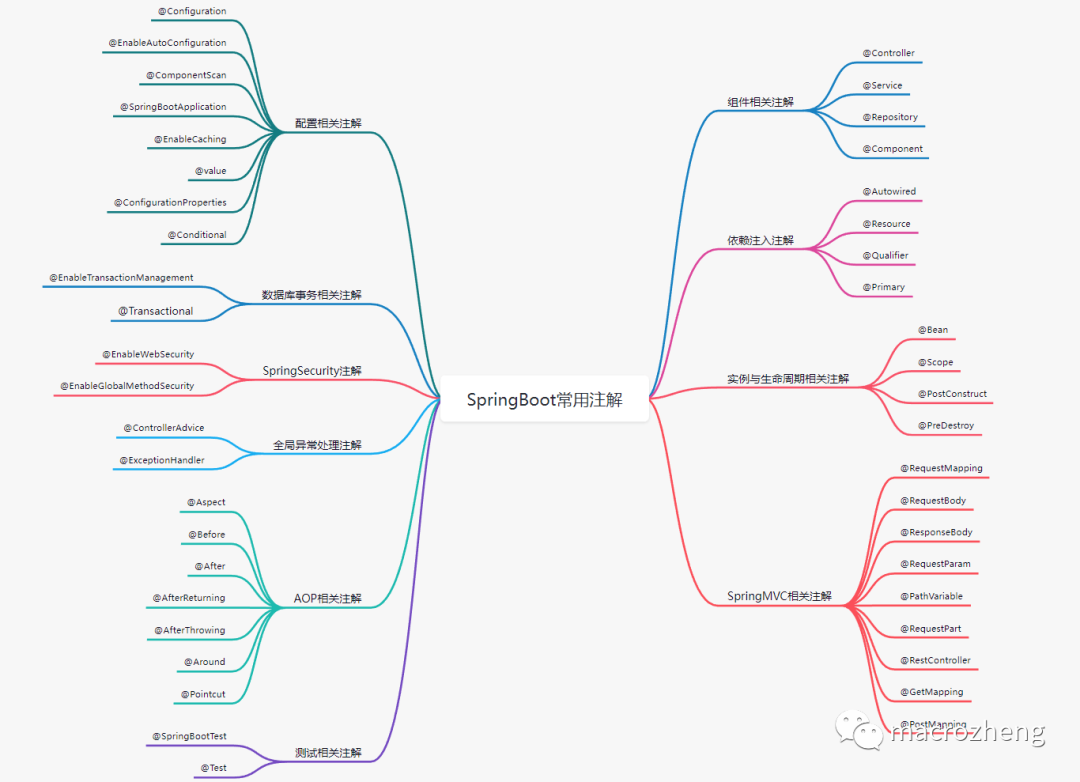 SpringBoot常用注解
组件相关注解
@Controller
@Service
@Repository
@Component
依赖注入注解
@Autowired
@Resource
@Qualifier
@Primary
实例与生命周期相关注解
@Bean
@Scope
@PostConstruct
@PreDestroy
SpringMVC相关注解
@RequestMapping
@RequestBody
@ResponseBody
@RequestParam
@PathVariable
@RequestPart
@RestController
@GetMapping
@PostMapping
配置相关注解
@Configuration
@EnableAutoConfiguration
@ComponentScan
@SpringBootApplication
@EnableCaching
@value
@ConfigurationProperties
@Conditional
数据库事务相关注解
@EnableTransactionManagement
@Transactional
SpringSecurity注解
@EnableWebSecurity
@EnableGlobalMethodSecurity
全局异常处理注解
@ControllerAdvice
@ExceptionHandler
AOP相关注解
@Aspect
@Before
@After
@AfterReturning
@AfterThrowing
@Around
@Pointcut
测试相关注解
@SpringBootTest
@Test
macrozheng